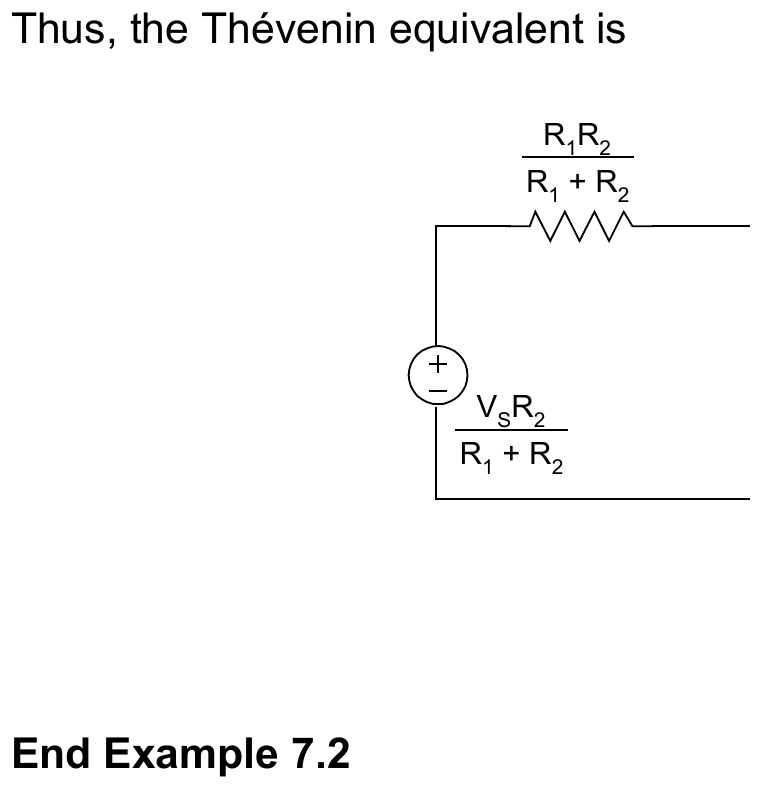 Thus, the Thévenin equivalent is
R₁R₂
R₁ + R₂
+
−
VₛR₂
R₁ + R₂
End Example 7.2